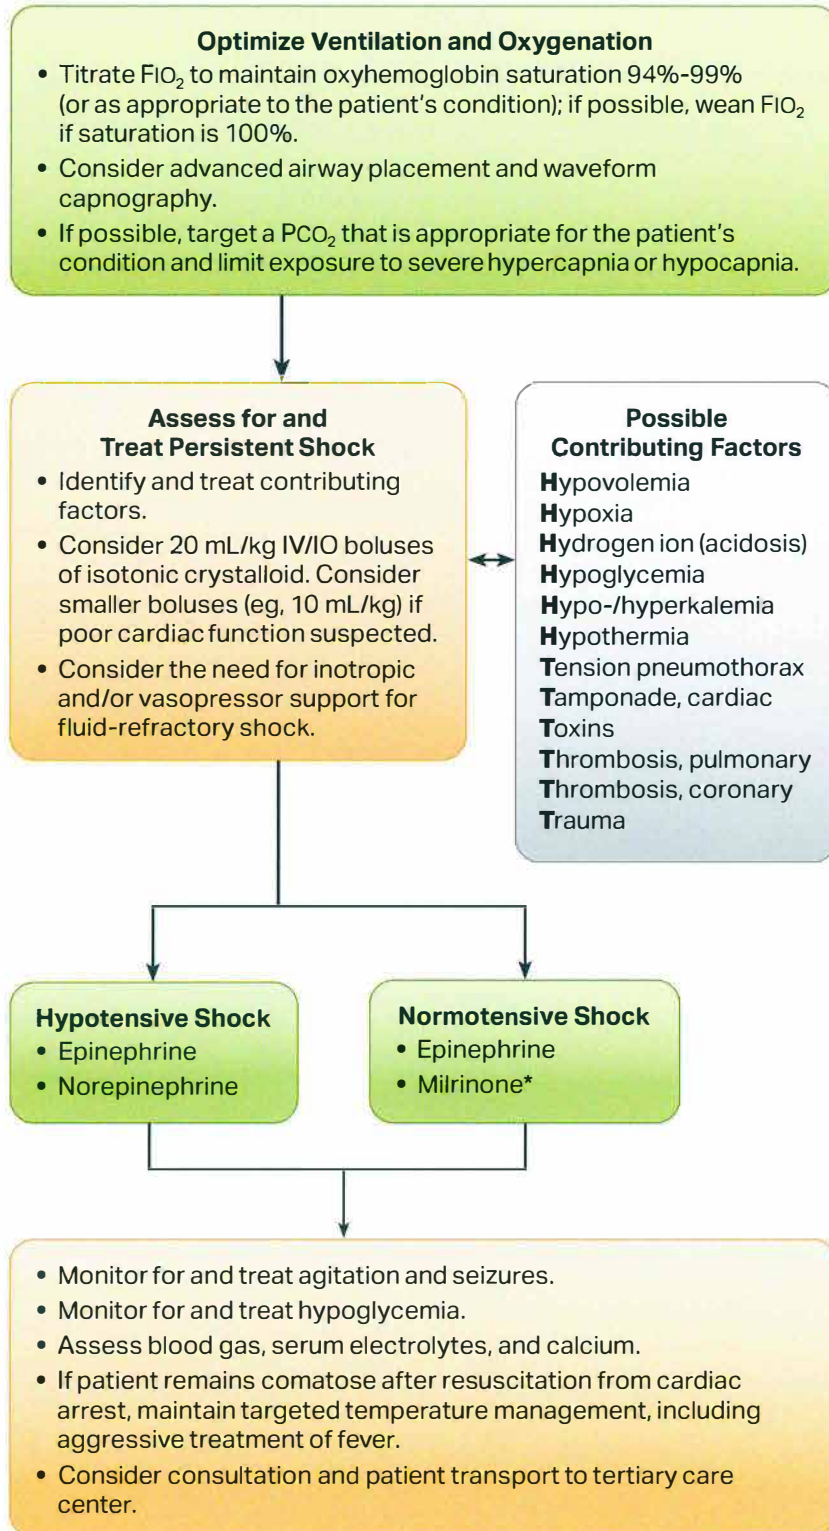 Optimize Ventilation and Oxygenation
• Titrate FIO₂ to maintain oxyhemoglobin saturation 94%-99%
(or as appropriate to the patient's condition); if possible, wean FIO₂
if saturation is 100%.
• Consider advanced airway placement and waveform
capnography.
• If possible, target a PCO₂ that is appropriate for the patient's
condition and limit exposure to severe hypercapnia or hypocapnia.
Assess for and
Treat Persistent Shock
• Identify and treat contributing
factors.
• Consider 20 mL/kg IV/IO boluses
of isotonic crystalloid. Consider
smaller boluses (eg, 10 mL/kg) if
poor cardiac function suspected.
• Consider the need for inotropic
and/or vasopressor support for
fluid-refractory shock.
Possible
Contributing Factors
Hypovolemia
Hypoxia
Hydrogen ion (acidosis)
Hypoglycemia
Hypo-/hyperkalemia
Hypothermia
Tension pneumothorax
Tamponade, cardiac
Toxins
Thrombosis, pulmonary
Thrombosis, coronary
Trauma
Hypotensive Shock
• Epinephrine
• Norepinephrine
Normotensive Shock
• Epinephrine
• Milrinone*
• Monitor for and treat agitation and seizures.
• Monitor for and treat hypoglycemia.
• Assess blood gas, serum electrolytes, and calcium.
• If patient remains comatose after resuscitation from cardiac
arrest, maintain targeted temperature management, including
aggressive treatment of fever.
• Consider consultation and patient transport to tertiary care
center.